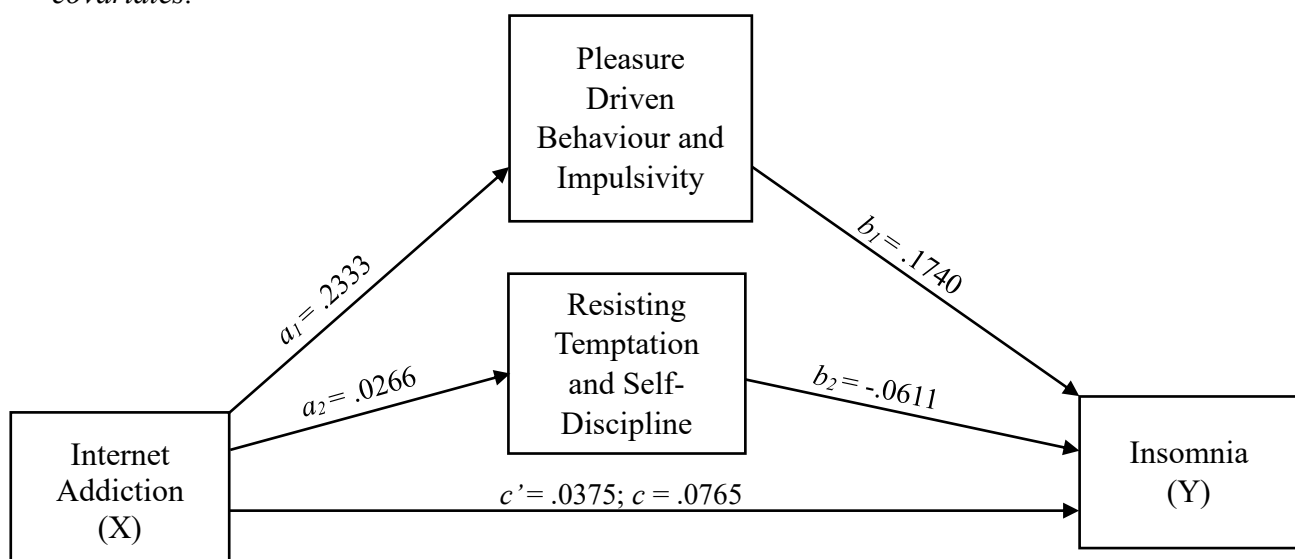 covariates.
Pleasure
Driven
Behaviour and
Impulsivity
a₁ = .2333
b₁ = .1740
Resisting
Temptation
and Self-
Discipline
a₂ = .0266
b₂ = -.0611
Internet
Addiction
(X)
c’ = .0375; c = .0765
Insomnia
(Y)